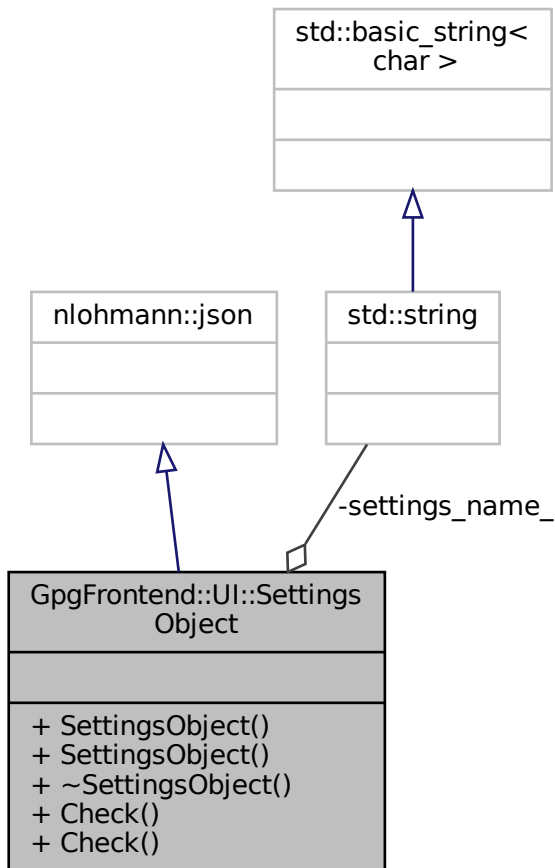 std::basic_string<
char >
nlohmann::json
std::string
-settings_name_
GpgFrontend::UI::Settings
Object
+ SettingsObject()
+ SettingsObject()
+ ~SettingsObject()
+ Check()
+ Check()